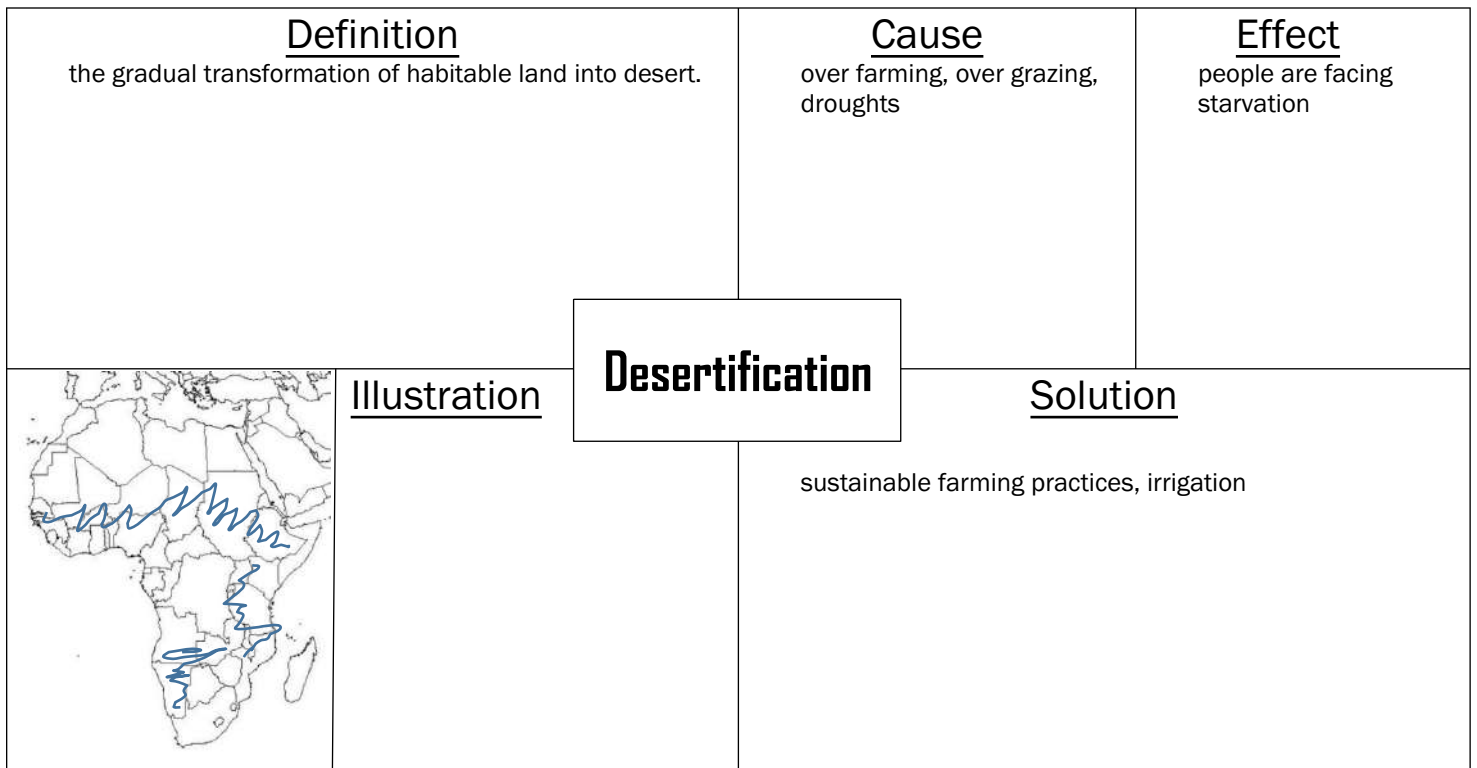 Definition
the gradual transformation of habitable land into desert.
Cause
over farming, over grazing,
droughts
Effect
people are facing
starvation
Desertification
Illustration
Solution
sustainable farming practices, irrigation